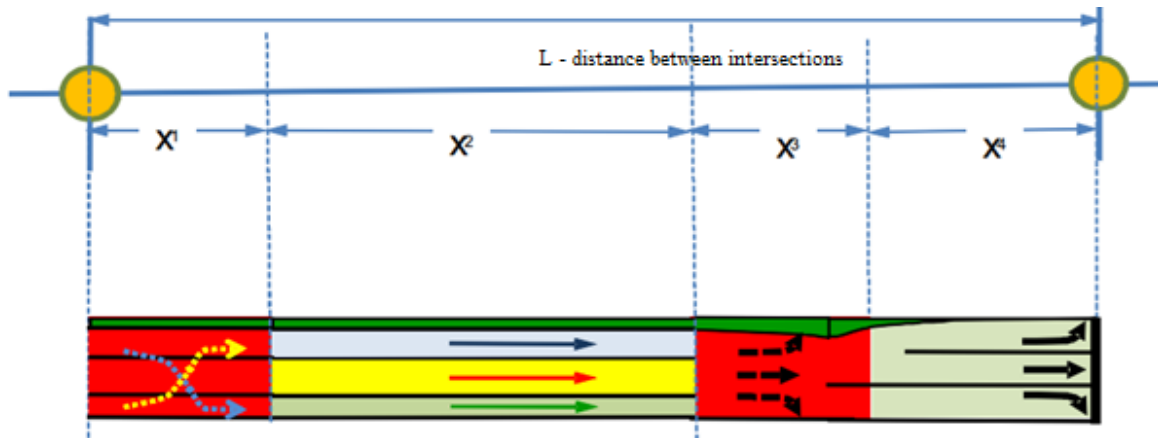 L - distance between intersections
X¹ X² X³ X⁴